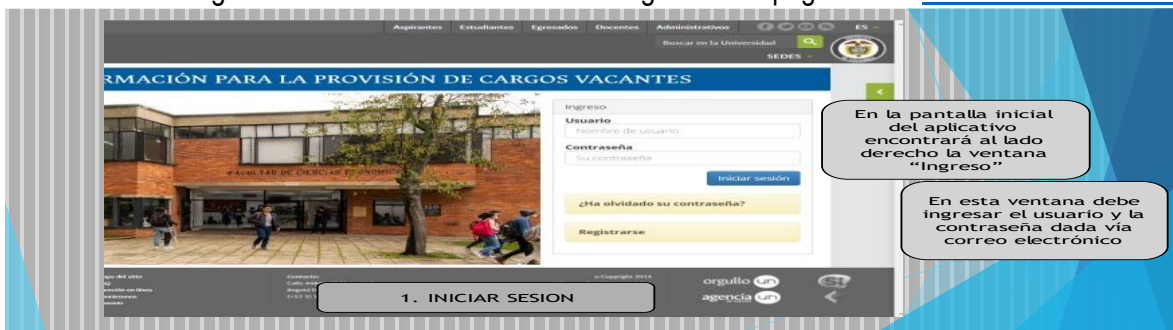 Aspirantes Estudiantes Egresados Docentes Administrativos ES
Buscar en la Universidad
SEDES
RMACIÓN PARA LA PROVISIÓN DE CARGOS VACANTES
Ingreso
Usuario
Nombre de usuario
Contraseña
Su contraseña
Iniciar sesión
¿Ha olvidado su contraseña?
Registrarse
FACULTAD DE CIENCIAS ECONOMICAS
En la pantalla inicial
del aplicativo
encontrará al lado
derecho la ventana
“Ingreso”
En esta ventana debe
ingresar el usuario y la
contraseña dada vía
correo electrónico
Contacto
© Copyright 2014
orgullo un
agencia un
1. INICIAR SESION